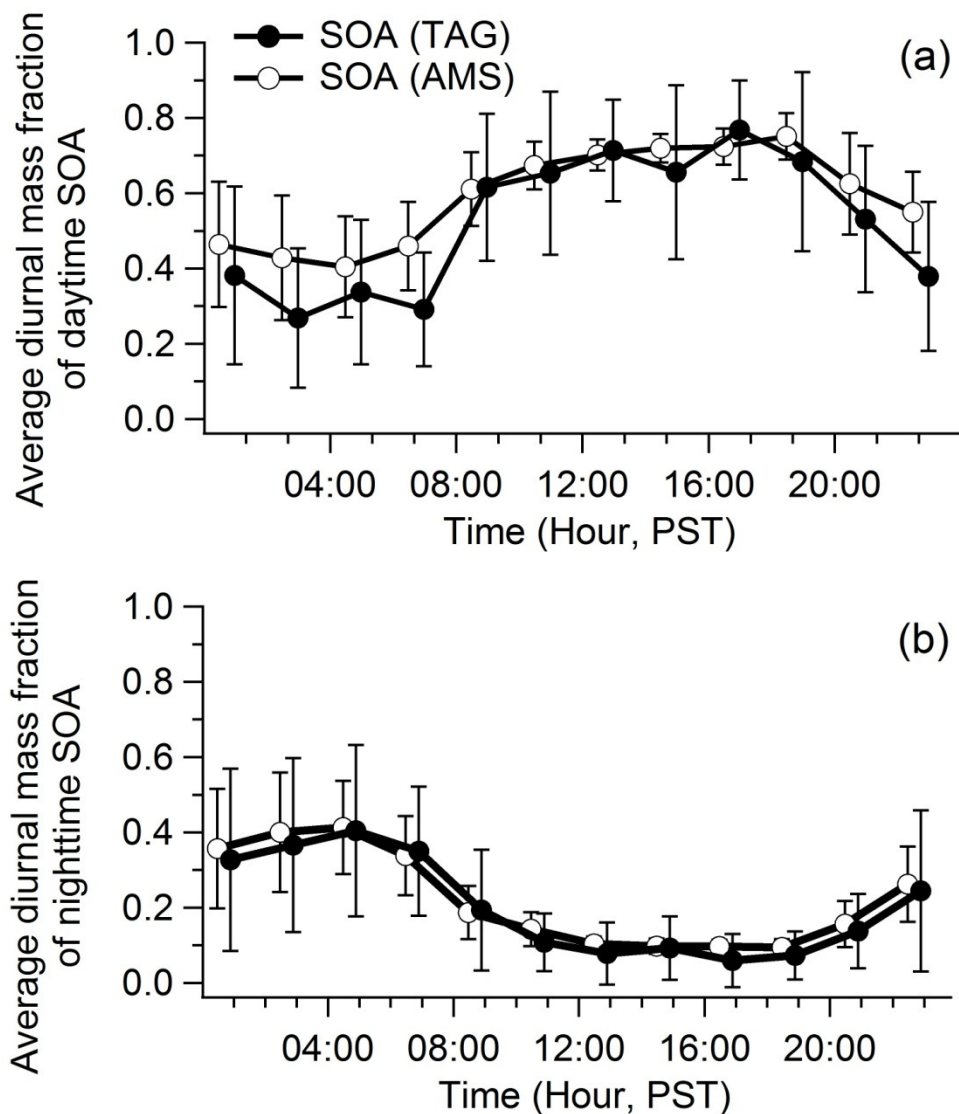 SOA (TAG)
SOA (AMS)
(a)
Average diurnal mass fraction
of daytime SOA
1.0
0.8
0.6
0.4
0.2
0.0
04:00 08:00 12:00 16:00 20:00
Time (Hour, PST)
(b)
Average diurnal mass fraction
of nighttime SOA
1.0
0.8
0.6
0.4
0.2
0.0
04:00 08:00 12:00 16:00 20:00
Time (Hour, PST)